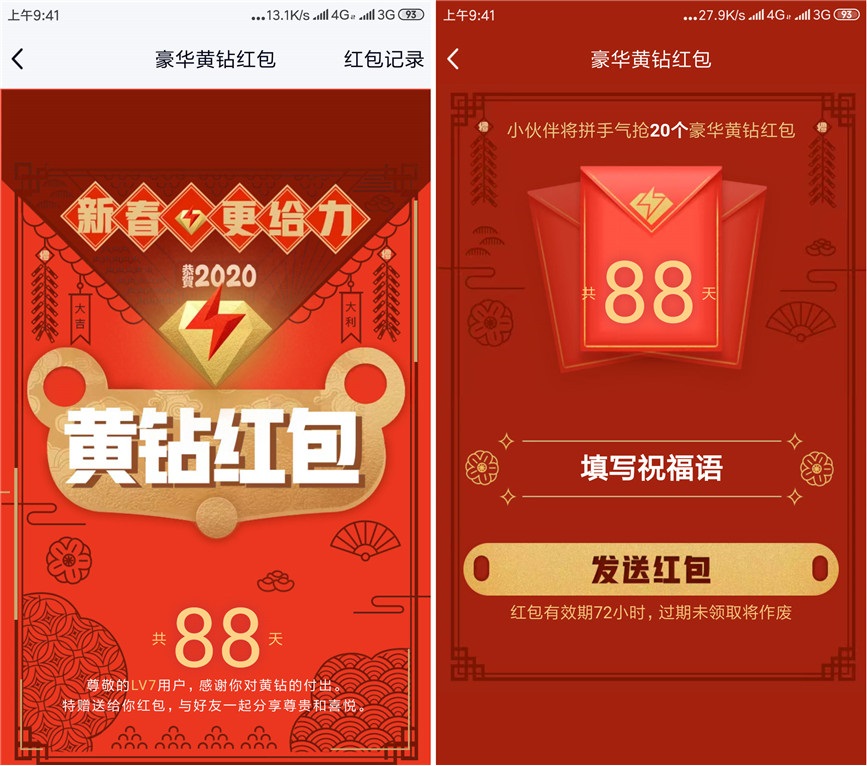 上午9:41
...13.1K/s 4G 3G 93
豪华黄钻红包
红包记录
新春更给力
恭贺2020
大吉
大利
黄钻红包
共88天
尊敬的LV7用户，感谢你对黄钻的付出。
特赠送给你红包，与好友一起分享尊贵和喜悦。
上午9:41
...27.9K/s 4G 3G 93
豪华黄钻红包
小伙伴将拼手气抢20个豪华黄钻红包
共88天
填写祝福语
发送红包
红包有效期72小时，过期未领取将作废